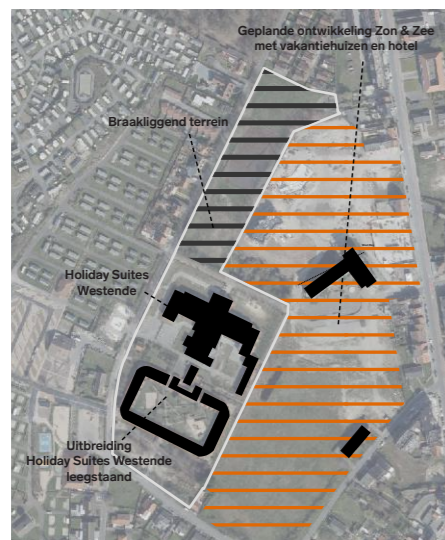 Geplande ontwikkeling Zon & Zee
met vakantiehuizen en hotel
Braakliggend terrein
Holiday Suites
Westende
Uitbreiding
Holiday Suites Westende
leegstaand